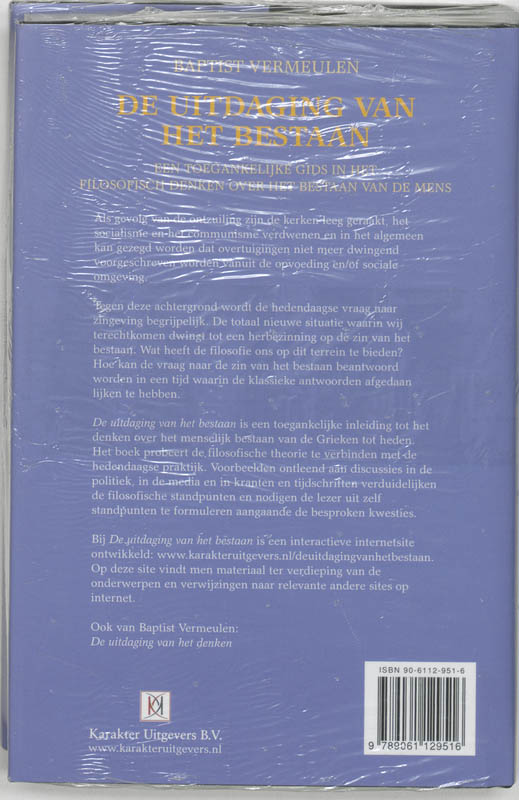 BAPTIST VERMEULEN
DE UITDAGING VAN
HET BESTAAN
EEN TOEGANKELIJKE GIDS IN HET
FILOSOFISCH DENKEN OVER HET BESTAAN VAN DE MENS
Als gevolg van de ontzuiling zijn de kerken leeg geraakt, het
socialisme en het communisme verdwenen en in het algemeen
kan gezegd worden dat overtuigingen niet meer dwingend
voorgeschreven worden vanuit de opvoeding en/of sociale
omgeving.
Tegen deze achtergrond wordt de hedendaagse vraag naar
zingeving begrijpelijk. De totaal nieuwe situatie waarin wij
terechtkomen dwingt tot een herbezinning op de zin van het
bestaan. Wat heeft de filosofie ons op dit terrein te bieden?
Hoe kan de vraag naar de zin van het bestaan beantwoord
worden in een tijd waarin de klassieke antwoorden afgedaan
lijken te hebben.
De uitdaging van het bestaan is een toegankelijke inleiding tot het
denken over het menselijk bestaan van de Grieken tot heden.
Het boek probeert de filosofische theorie te verbinden met de
hedendaagse praktijk. Voorbeelden ontleend aan discussies in de
politiek, in de media en in kranten en tijdschriften verduidelijken
de filosofische standpunten en nodigen de lezer uit zelf
standpunten te formuleren aangaande de besproken kwesties.
Bij De uitdaging van het bestaan is een interactieve internetsite
ontwikkeld: www.karakteruitgevers.nl/deuitdagingvanhetbestaan.
Op deze site vindt men materiaal ter verdieping van de
onderwerpen en verwijzingen naar relevante andere sites op
internet.
Ook van Baptist Vermeulen:
De uitdaging van het denken
ISBN 90-6112-951-6
9 789061 129516
Karakter Uitgevers B.V.
www.karakteruitgevers.nl